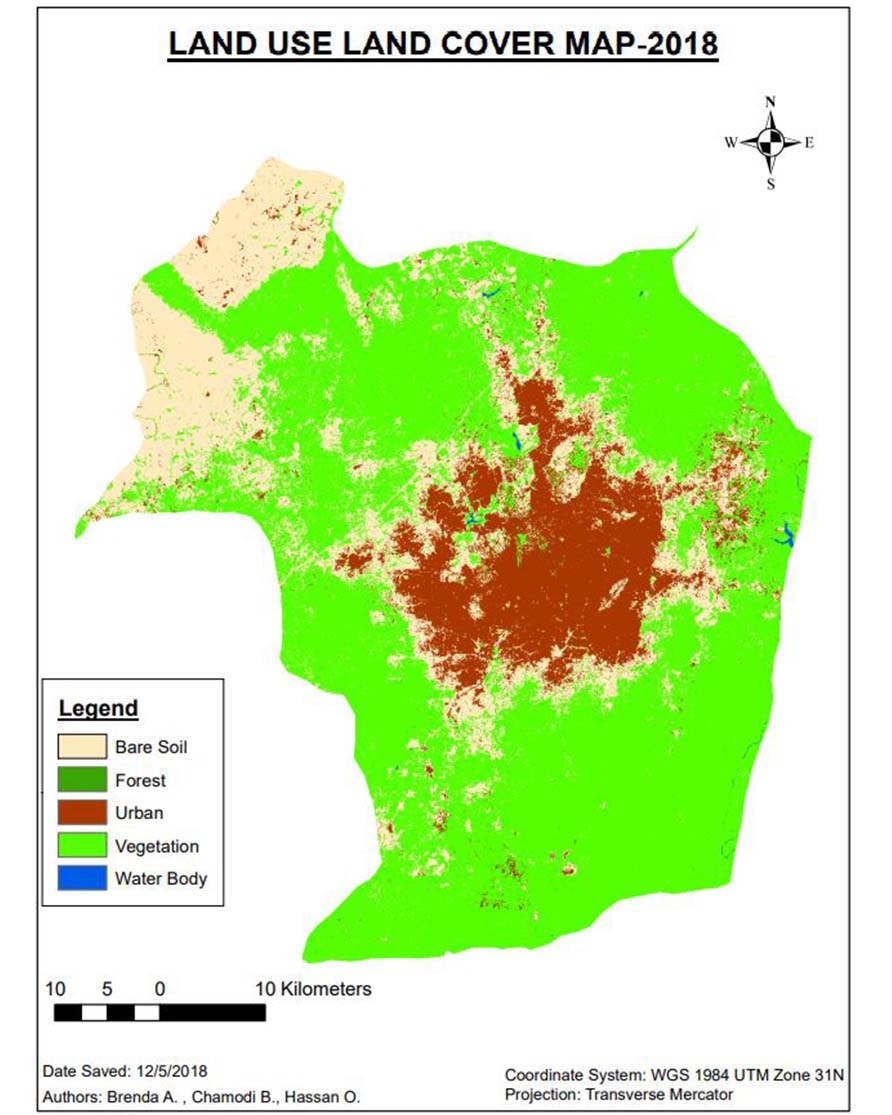 LAND USE LAND COVER MAP-2018
N
W E
S
Legend
Bare Soil
Forest
Urban
Vegetation
Water Body
10 5 0 10 Kilometers
Date Saved: 12/5/2018
Authors: Brenda A. , Chamodi B., Hassan O.
Coordinate System: WGS 1984 UTM Zone 31N
Projection: Transverse Mercator